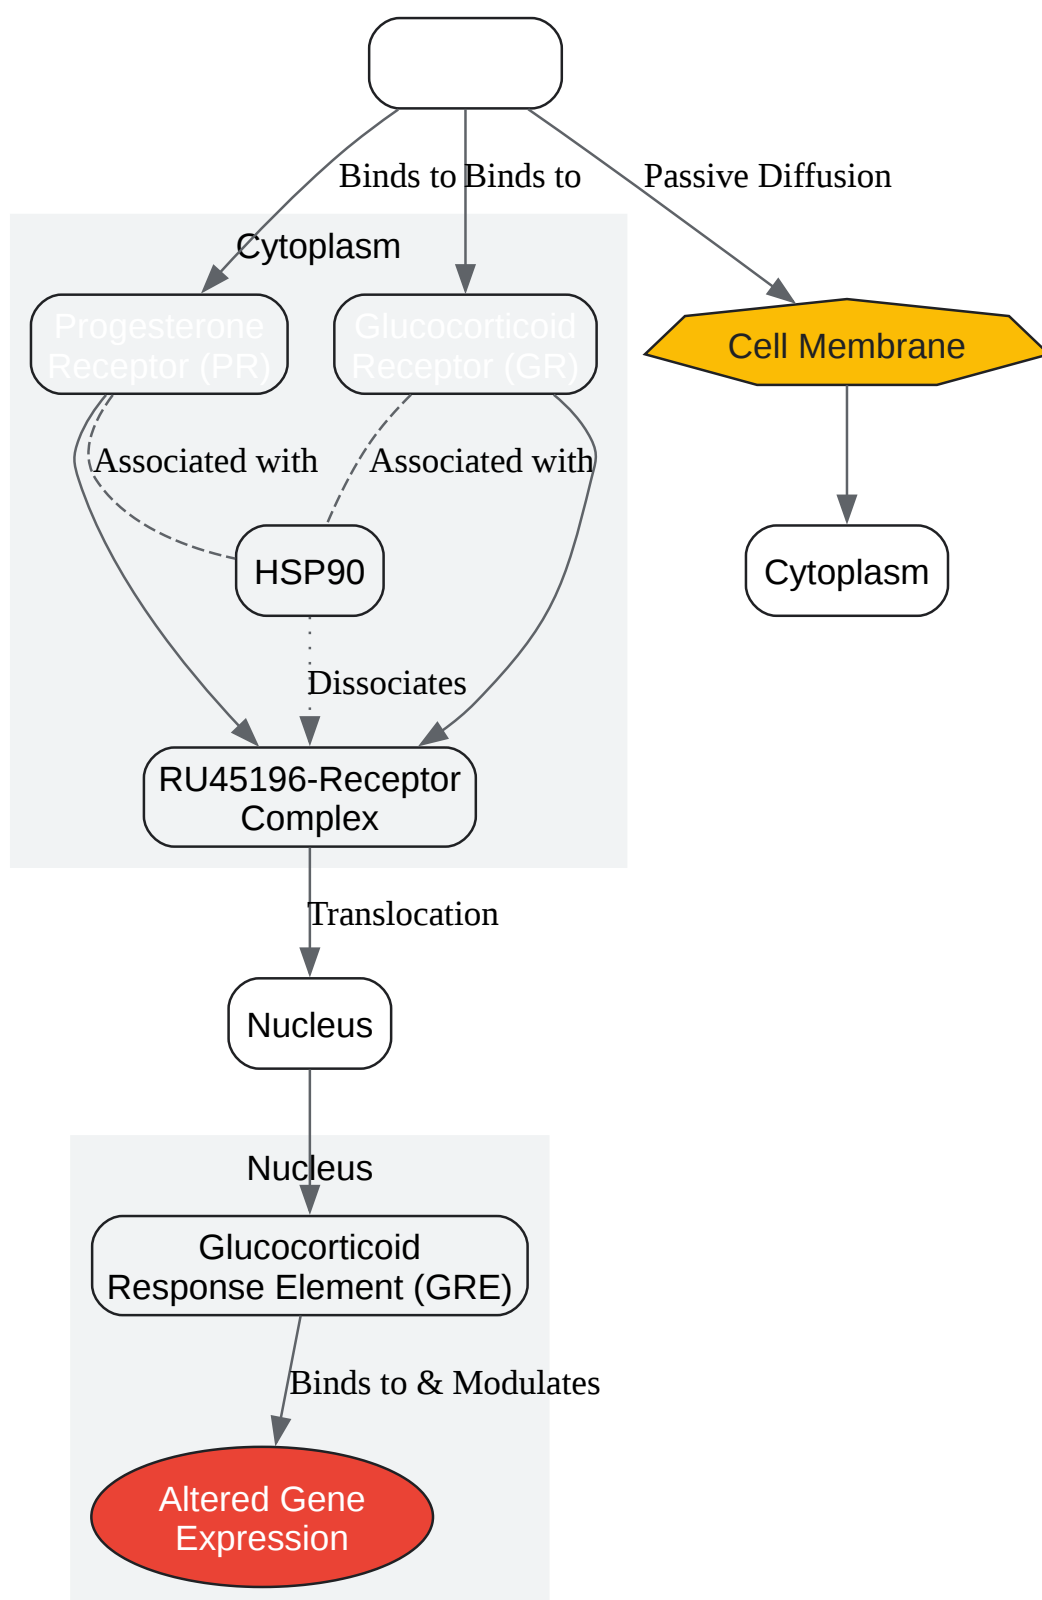 Binds to
Binds to
Passive Diffusion
Cytoplasm
Progesterone
Receptor (PR)
Glucocorticoid
Receptor (GR)
Cell Membrane
Associated with
Associated with
HSP90
Cytoplasm
Dissociates
RU45196-Receptor
Complex
Translocation
Nucleus
Nucleus
Glucocorticoid
Response Element (GRE)
Binds to & Modulates
Altered Gene
Expression